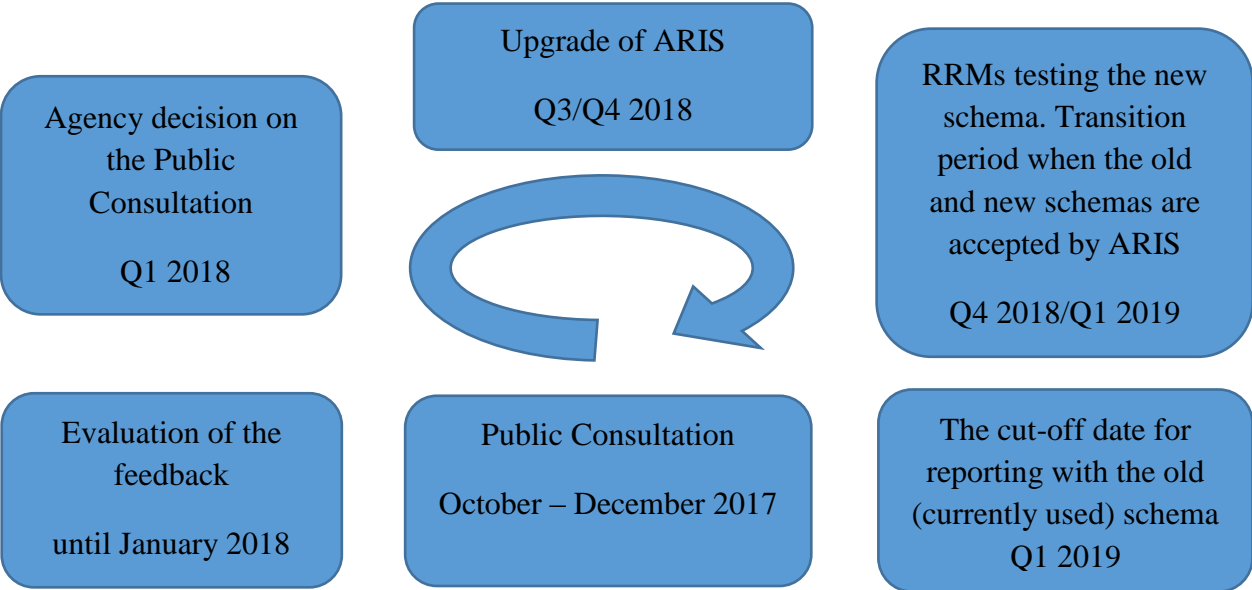 Agency decision on
the Public
Consultation
Q1 2018
Upgrade of ARIS
Q3/Q4 2018
RRMs testing the new
schema. Transition
period when the old
and new schemas are
accepted by ARIS
Q4 2018/Q1 2019
Evaluation of the
feedback
until January 2018
Public Consultation
October – December 2017
The cut-off date for
reporting with the old
(currently used) schema
Q1 2019